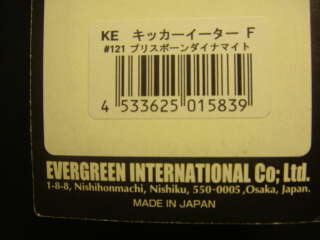 KE キッカーイーター F
#121 ブリスボーンダイナマイト
4 533625 015839
EVERGREEN INTERNATIONAL Co; Ltd.
1-8-8, Nishihonmachi, Nishiku, 550-0005, Osaka, Japan.
MADE IN JAPAN